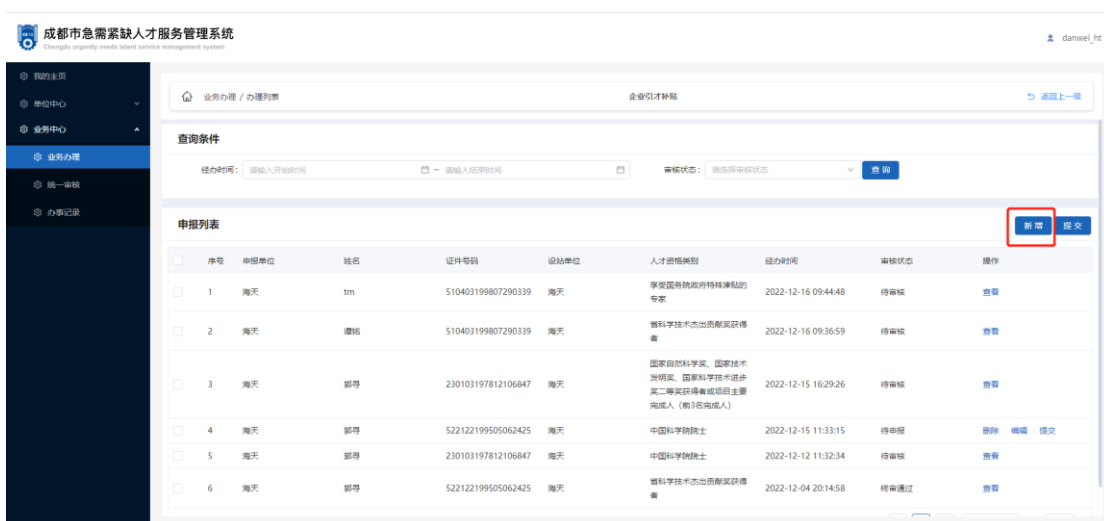 成都市急需紧缺人才服务管理系统
Chengdu urgently needs talent service management system
danwei_ht
我的主页
单位中心
业务中心
业务办理
统一审核
办事记录
业务办理 / 办理列表
企业引才补贴
返回上一级
查询条件
经办时间： 请输入开始时间 - 请输入结束时间 审核状态： 请选择审核状态 查 询
申报列表
新 增 提 交
序号 申报单位 姓名 证件号码 设站单位 人才资格类别 经办时间 审核状态 操作
1 海天 tm 510403199807290339 海天 享受国务院政府特殊津贴的
专家 2022-12-16 09:44:48 待审核 查看
2 海天 谭铭 510403199807290339 海天 省科学技术杰出贡献奖获得
者 2022-12-16 09:36:59 待审核 查看
3 海天 郭寻 230103197812106847 海天 国家自然科学奖、国家技术
发明奖、国家科学技术进步
奖二等奖获得者或项目主要
完成人（前3名完成人） 2022-12-15 16:29:26 待审核 查看
4 海天 郭寻 522122199505062425 海天 中国科学院院士 2022-12-15 11:33:15 待申报 删除 编辑 提交
5 海天 郭寻 230103197812106847 海天 中国科学院院士 2022-12-12 11:32:34 待审核 查看
6 海天 郭寻 522122199505062425 海天 省科学技术杰出贡献奖获得
者 2022-12-04 20:14:58 终审通过 查看